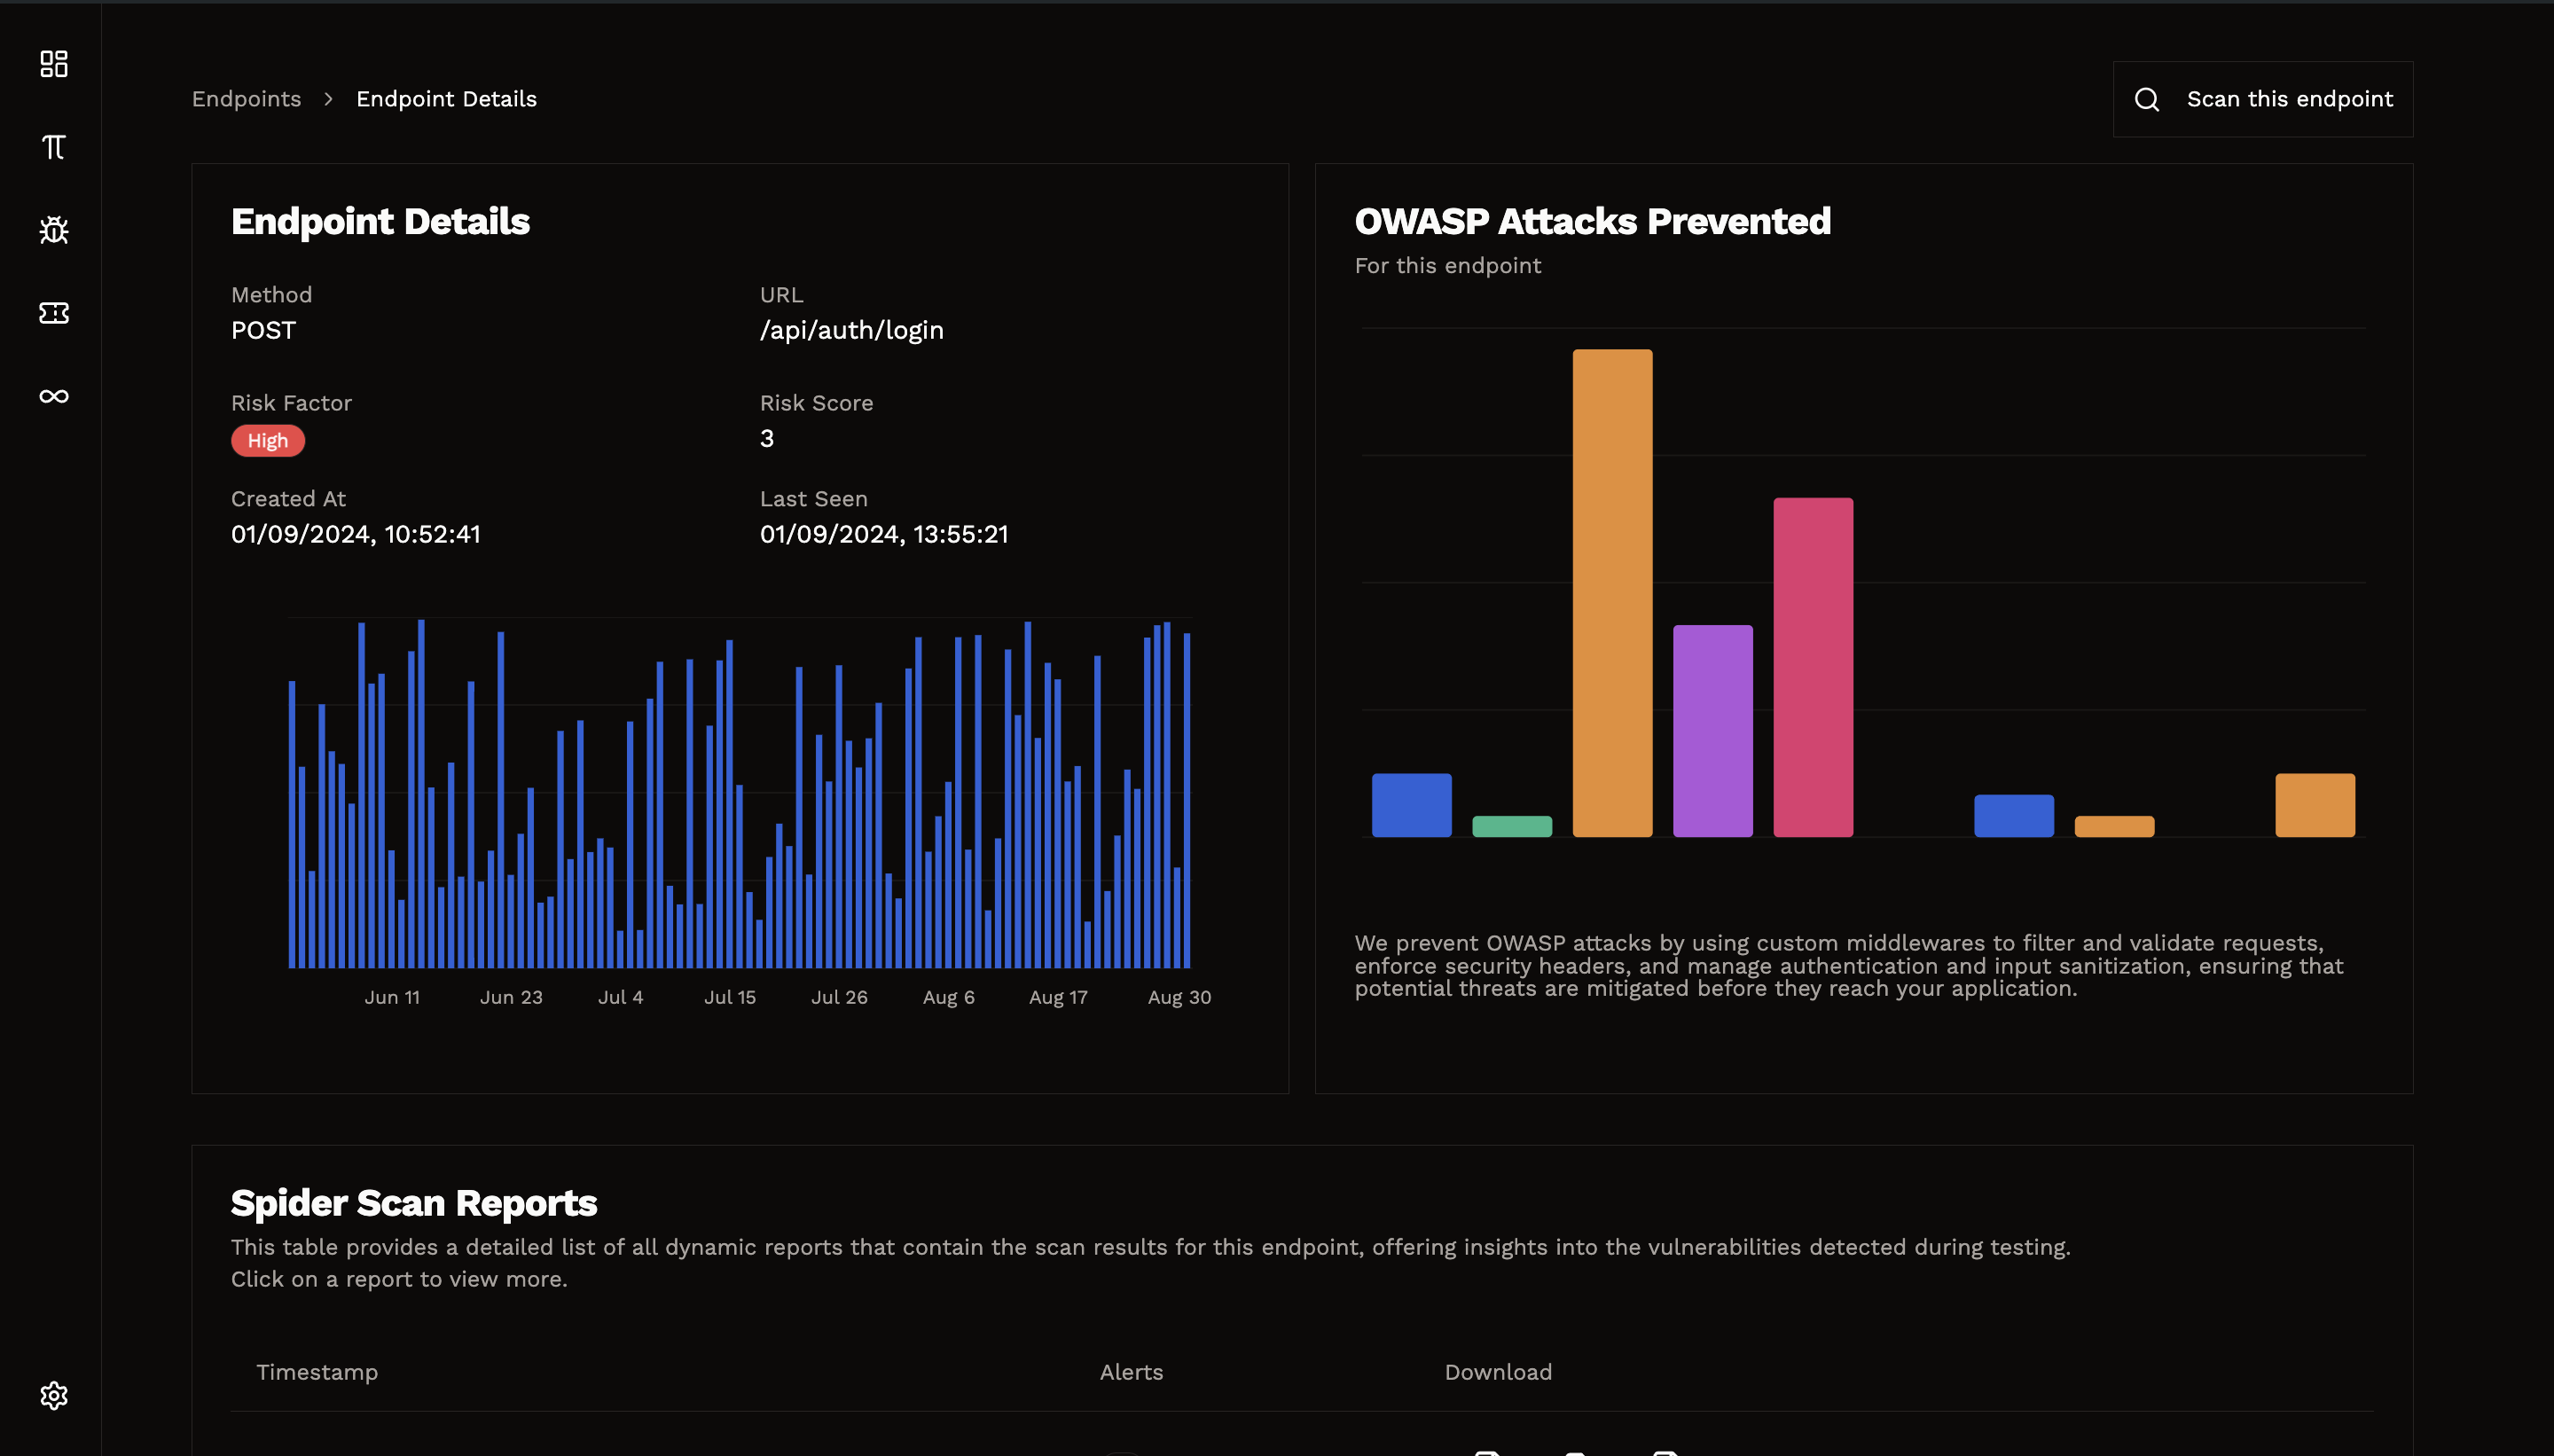 Endpoints
Endpoint Details
Scan this endpoint
Endpoint Details
Method
POST
URL
/api/auth/login
Risk Factor
High
Risk Score
3
Created At
01/09/2024, 10:52:41
Last Seen
01/09/2024, 13:55:21
Jun 11 Jun 23 Jul 4 Jul 15 Jul 26 Aug 6 Aug 17 Aug 30
OWASP Attacks Prevented
For this endpoint
We prevent OWASP attacks by using custom middlewares to filter and validate requests,
enforce security headers, and manage authentication and input sanitization, ensuring that
potential threats are mitigated before they reach your application.
Spider Scan Reports
This table provides a detailed list of all dynamic reports that contain the scan results for this endpoint, offering insights into the vulnerabilities detected during testing.
Click on a report to view more.
Timestamp Alerts Download